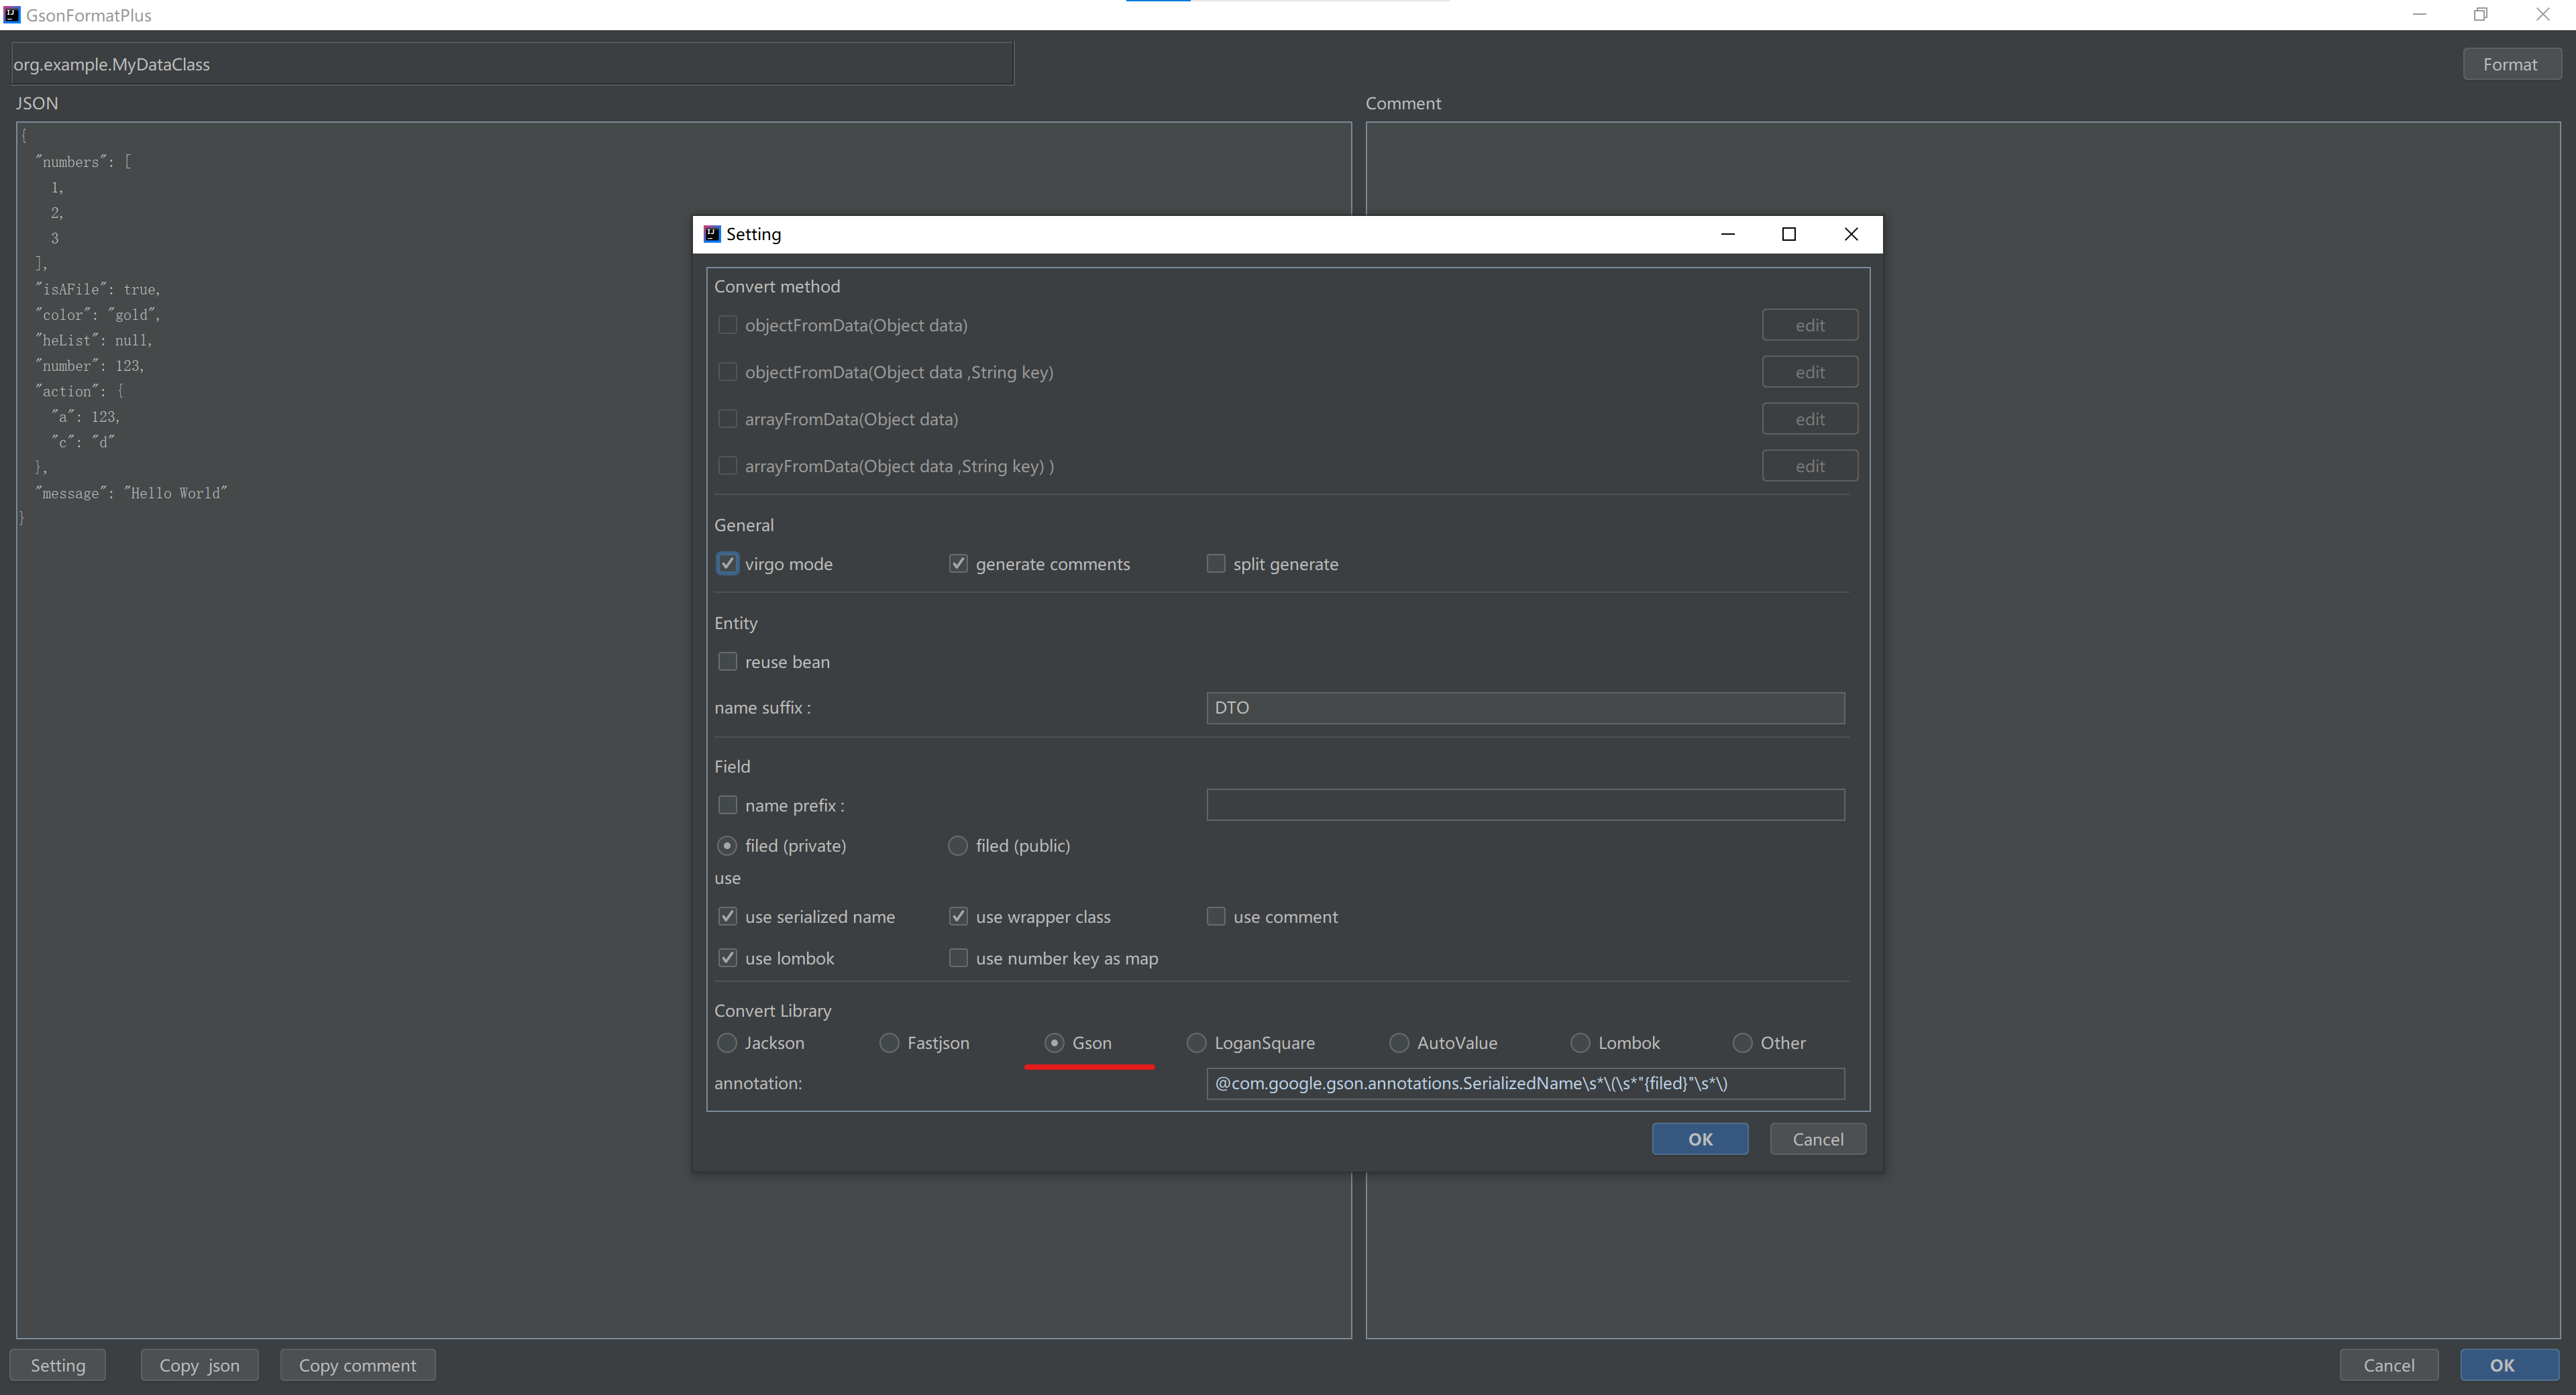 GsonFormatPlus
org.example.MyDataClass
Format
JSON
Comment
{
"numbers": [
1,
2,
3
],
"isAFile": true,
"color": "gold",
"heList": null,
"number": 123,
"action": {
"a": 123,
"c": "d"
},
"message": "Hello World"
}
Setting
Convert method
objectFromData(Object data)
edit
objectFromData(Object data ,String key)
edit
arrayFromData(Object data)
edit
arrayFromData(Object data ,String key) )
edit
General
virgo mode generate comments split generate
Entity
reuse bean
name suffix : DTO
Field
name prefix :
filed (private) filed (public)
use
use serialized name use wrapper class use comment
use lombok use number key as map
Convert Library
Jackson Fastjson Gson LoganSquare AutoValue Lombok Other
annotation: @com.google.gson.annotations.SerializedName\s*\(\s*"{filed}"\s*\)
OK Cancel
Setting Copy json Copy comment Cancel OK